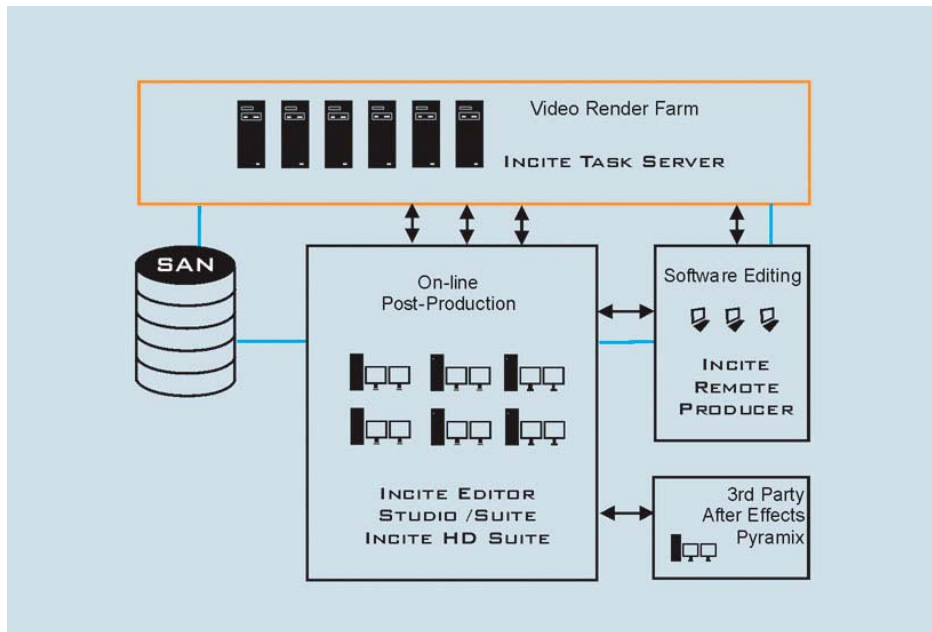 Video Render Farm
INCITE TASK SERVER
SAN
On-line
Post-Production
INCITE EDITOR
STUDIO /SUITE
INCITE HD SUITE
Software Editing
INCITE
REMOTE
PRODUCER
3rd Party
After Effects
Pyramix